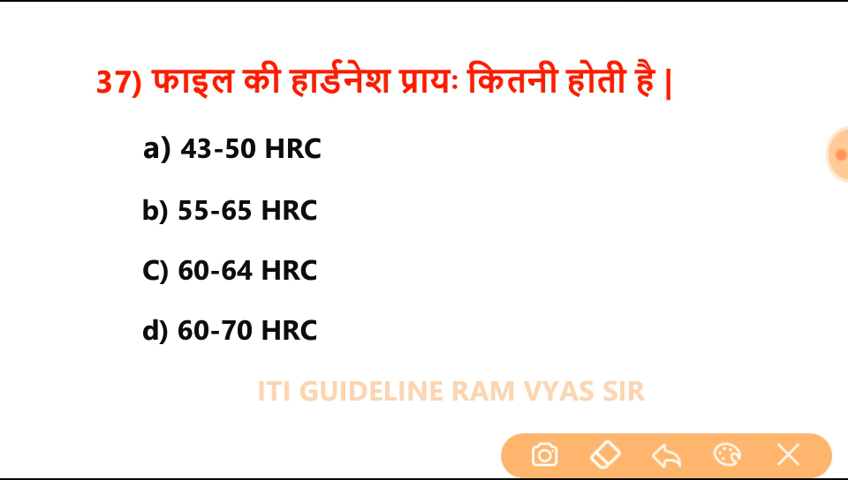 37) फाइल की हार्डनेश प्रायः कितनी होती है |
a) 43-50 HRC
b) 55-65 HRC
C) 60-64 HRC
d) 60-70 HRC
ITI GUIDELINE RAM VYAS SIR